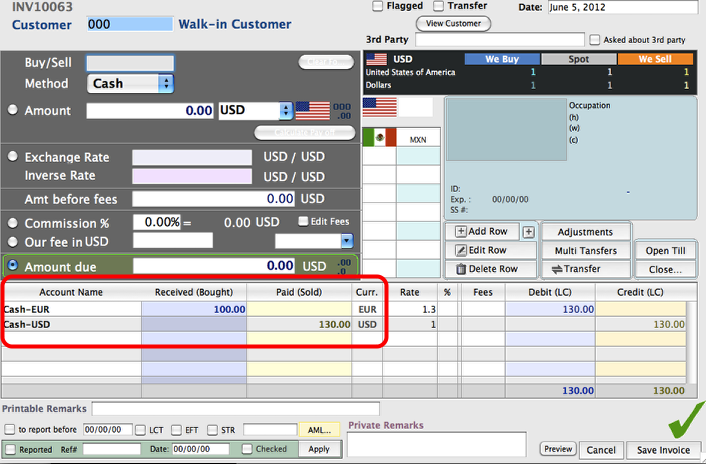 INV10063 Flagged Transfer Date: June 5, 2012
Customer 000 Walk-in Customer View Customer
3rd Party Asked about 3rd party
Buy/Sell
Method Cash
USD We Buy Spot We Sell
United States of America 1 1 1
Dollars 1 1 1
Amount 0.00 USD 000
.00
MXN
Occupation
(h)
(w)
(c)
Exchange Rate USD / USD
Inverse Rate USD / USD
Amt before fees 0.00 USD
ID: -
Exp. : 00/00/00
SS #:
Commission % 0.00% = 0.00 USD Edit Fees
Our fee in USD
Add Row Adjustments
Edit Row Multi Tansfers Open Till
Delete Row Transfer Close...
Amount due 0.00 USD .00
.0
Account Name Received (Bought) Paid (Sold) Curr. Rate % Fees Debit (LC) Credit (LC)
Cash-EUR 100.00 EUR 1.3 130.00
Cash-USD 130.00 USD 1 130.00
130.00 130.00
Printable Remarks
to report before 00/00/00 LCT EFT STR AML...
Private Remarks
Reported Ref# Date: 00/00/00 Checked Apply
Preview Cancel Save Invoice